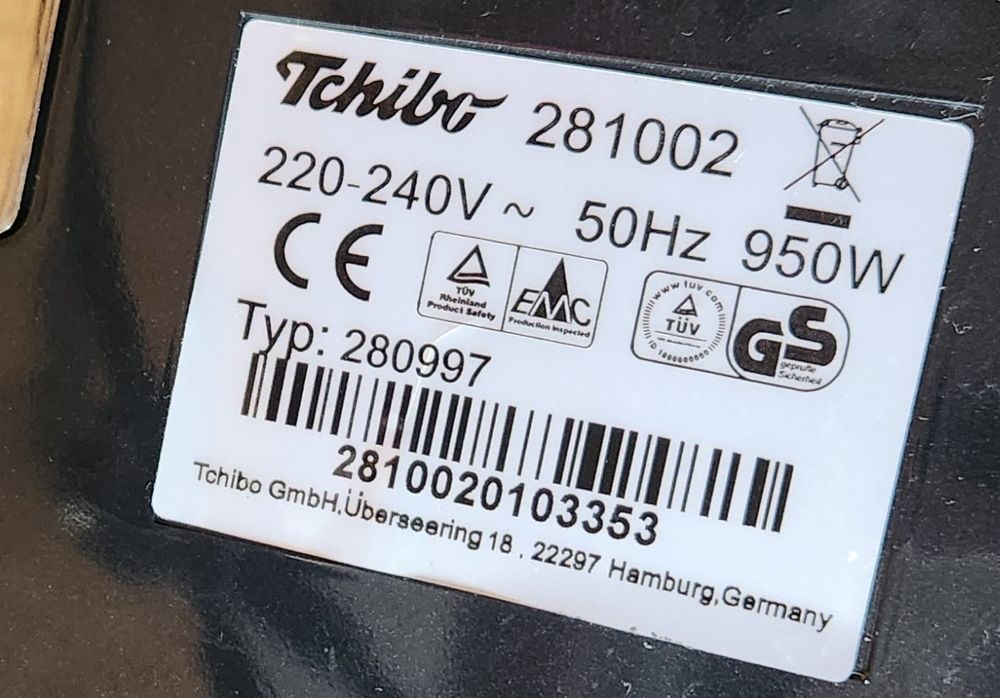 Tchibo 281002
220-240V ~ 50Hz 950W
CE
TÜV
Rheinland
Product Safety
EMC
Production inspected
www.tuv.com
TÜV
GS
geprüfte
Sicherheit
Typ: 280997
2810020103353
Tchibo GmbH,Überseering 18 , 22297 Hamburg,Germany